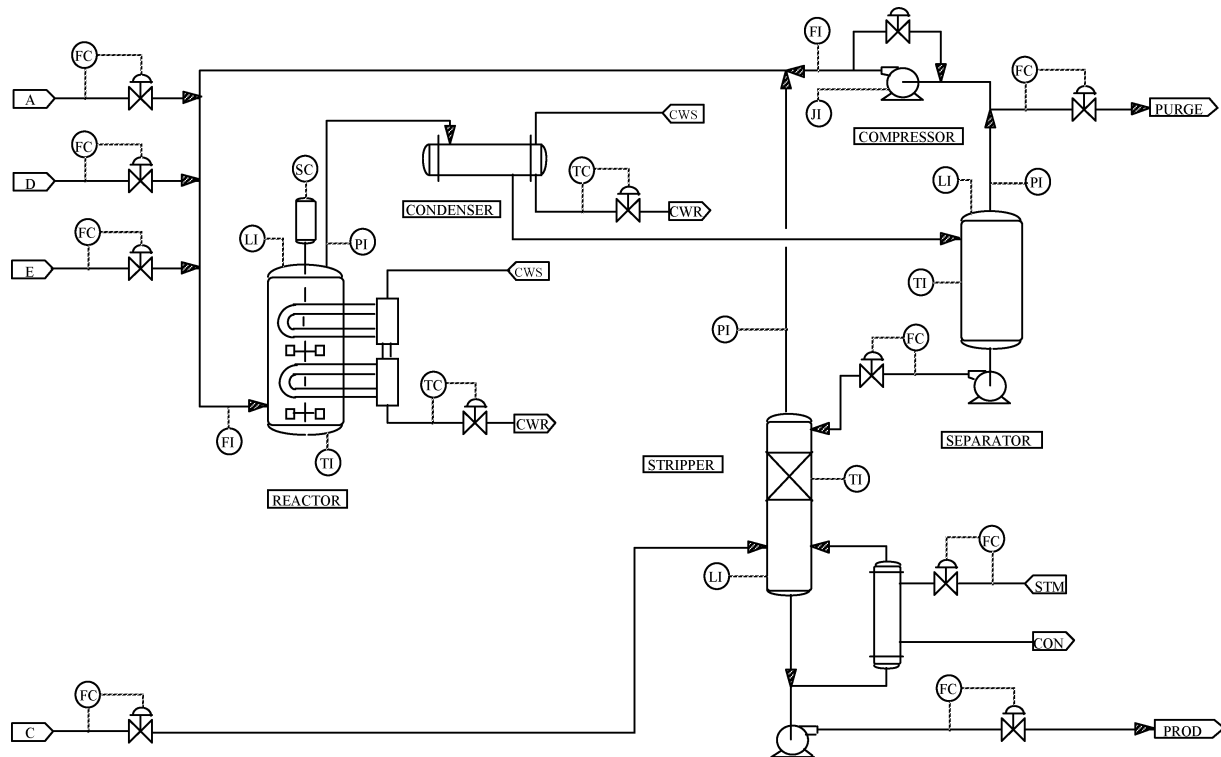 FI
FC
FC
A
JI
PURGE
COMPRESSOR
CWS
FC
SC
TC
D
LI
PI
CONDENSER
CWR
FC
LI
PI
E
CWS
TI
PI
FC
TC
FI
CWR
SEPARATOR
TI
STRIPPER
TI
REACTOR
FC
LI
STM
CON
FC
FC
C
PROD